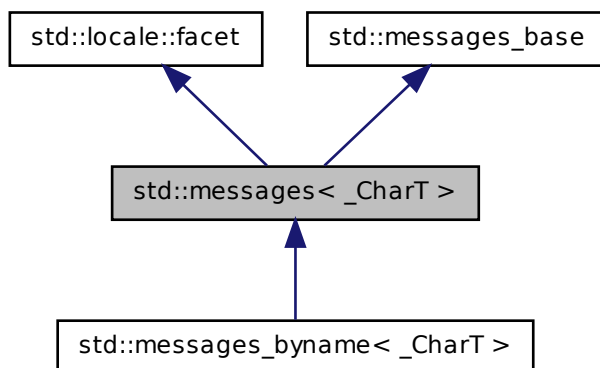 std::locale::facet
std::messages_base
std::messages< _CharT >
std::messages_byname< _CharT >